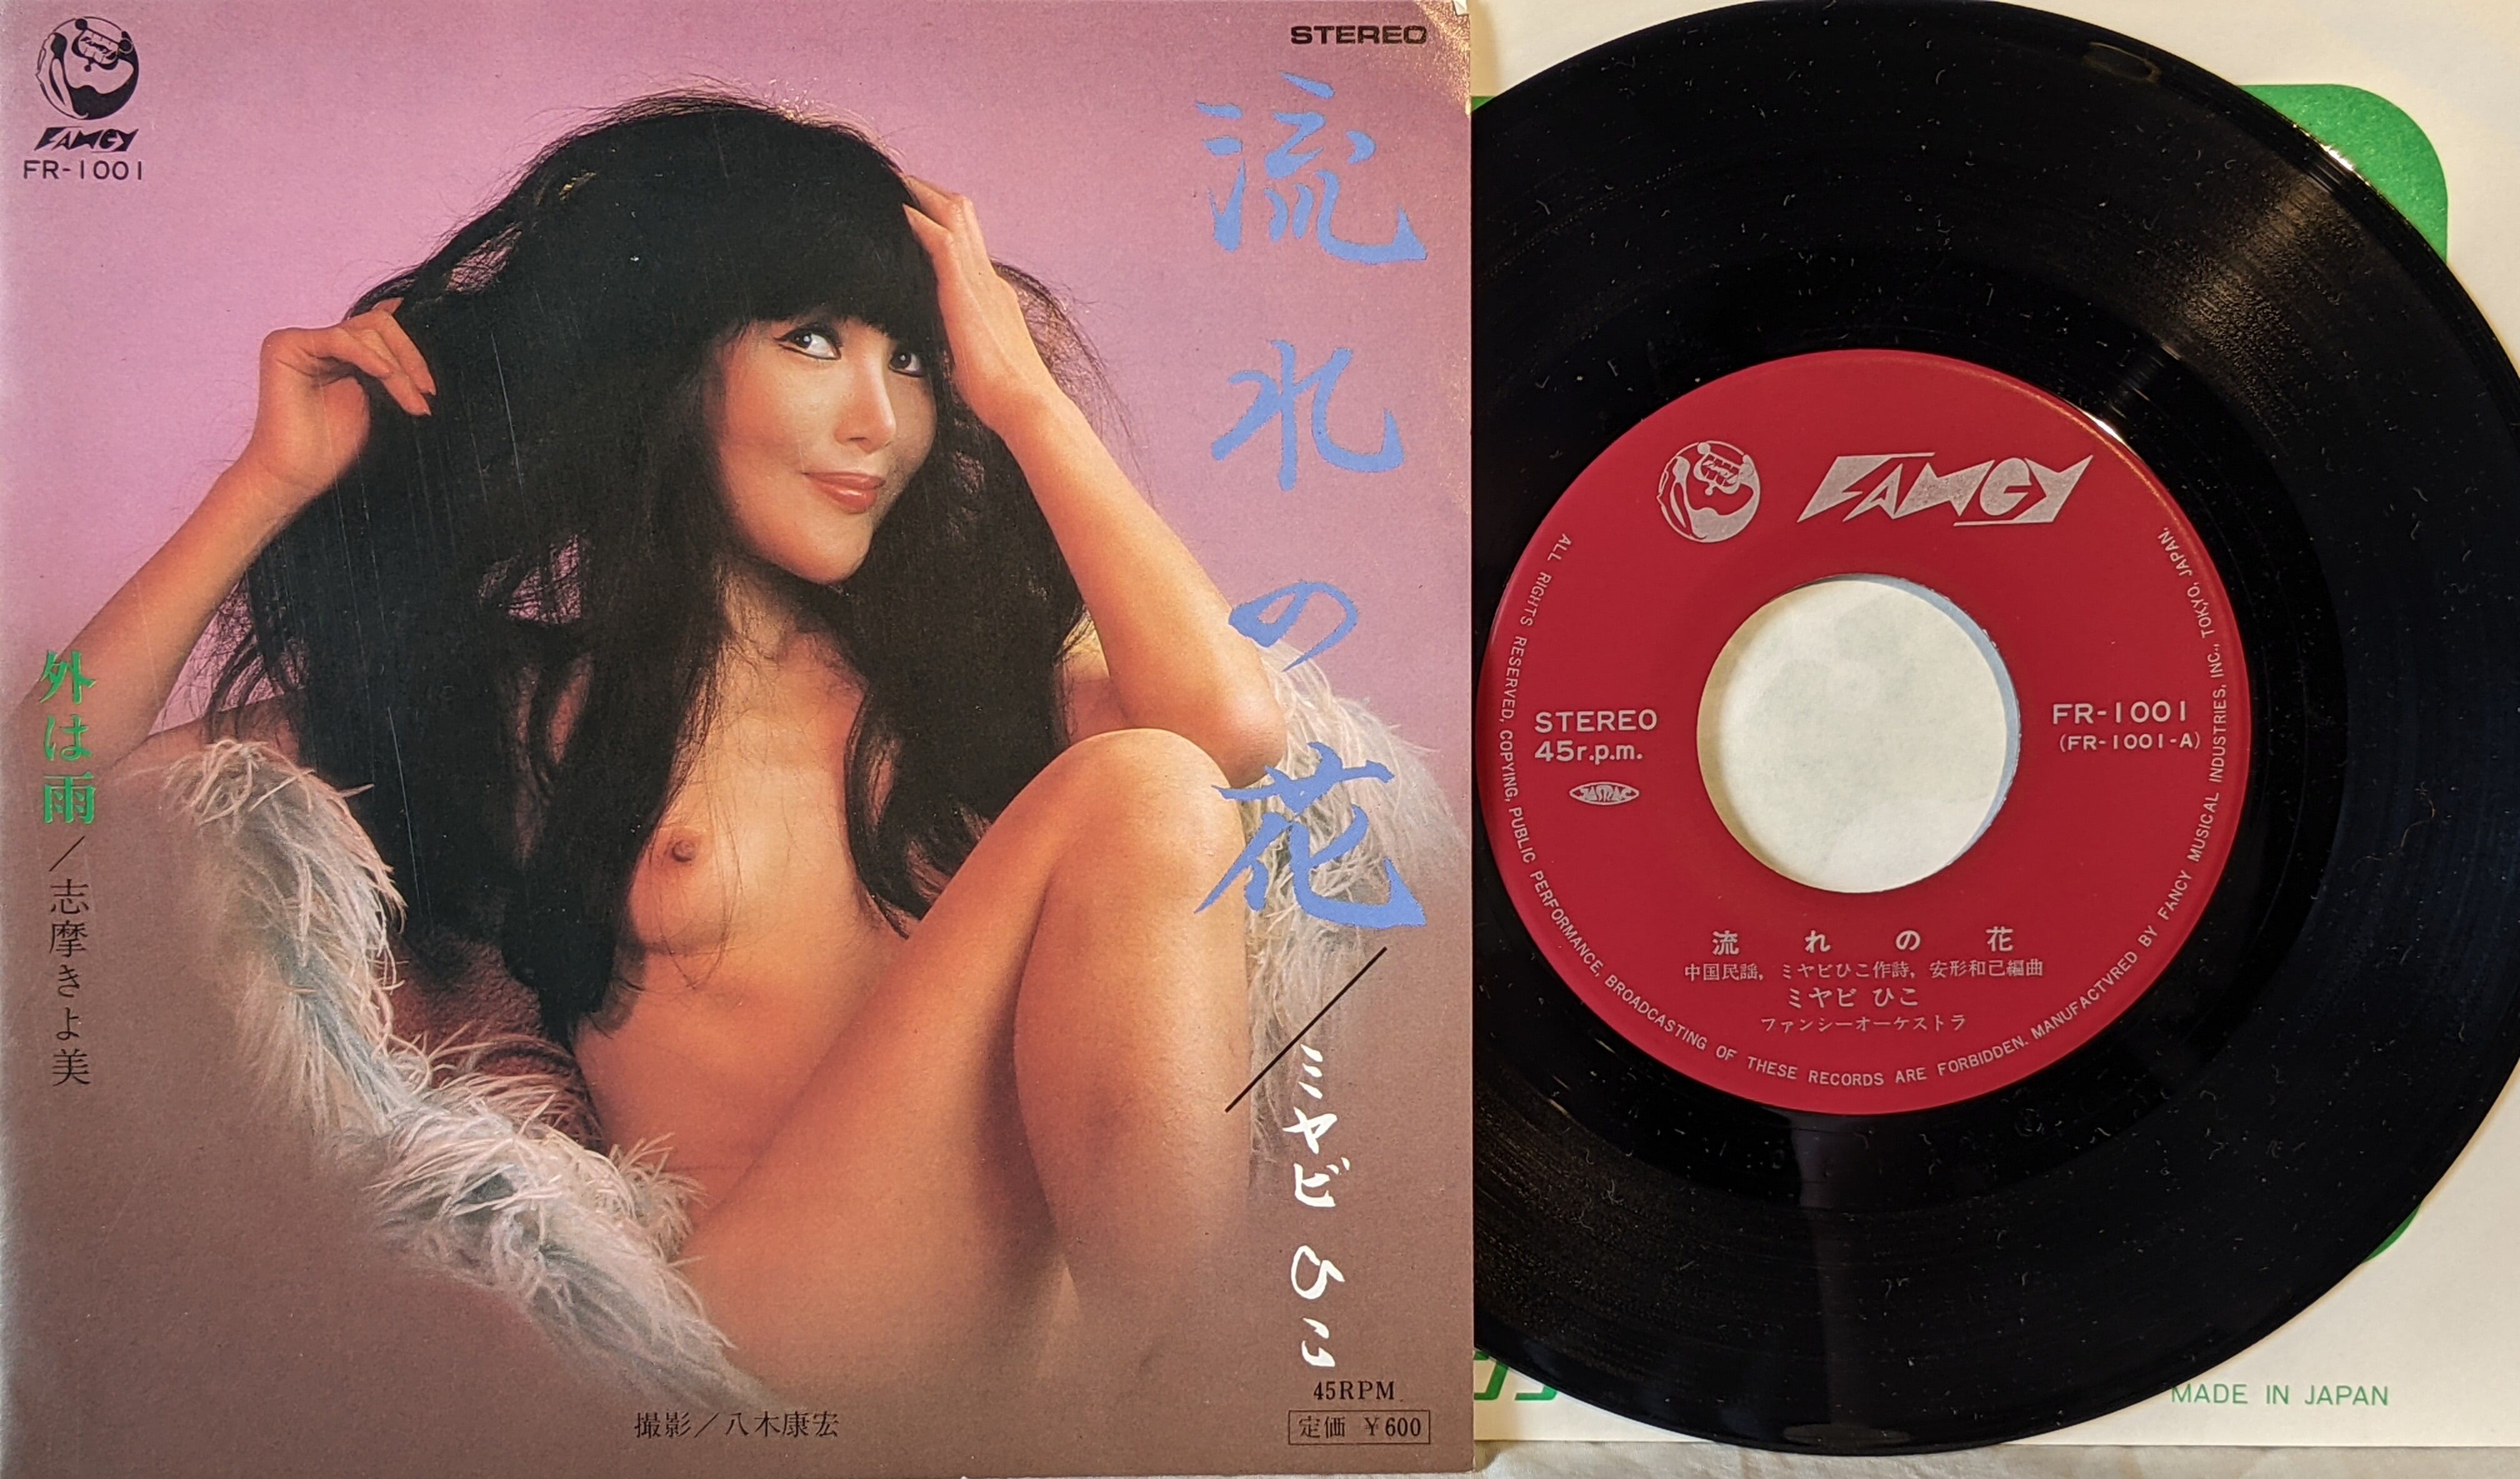 FANCY
FR-1001
STEREO
流れの花
／ミヤビひこ
外は雨／志摩きよ美
撮影／八木康宏
45RPM
定価 ¥600
FANCY
STEREO
45r.p.m.
JASRAC
FR-1001
(FR-1001-A)
流れの花
中国民謡, ミヤビひこ作詩, 安形和己編曲
ミヤビ ひこ
ファンシーオーケストラ
ALL RIGHTS RESERVED, COPYING, PUBLIC PERFORMANCE, BROADCASTING OF THESE RECORDS ARE FORBIDDEN. MANUFACTVRED BY FANCY MUSICAL INDUSTRIES, INC., TOKYO, JAPAN.
MADE IN JAPAN